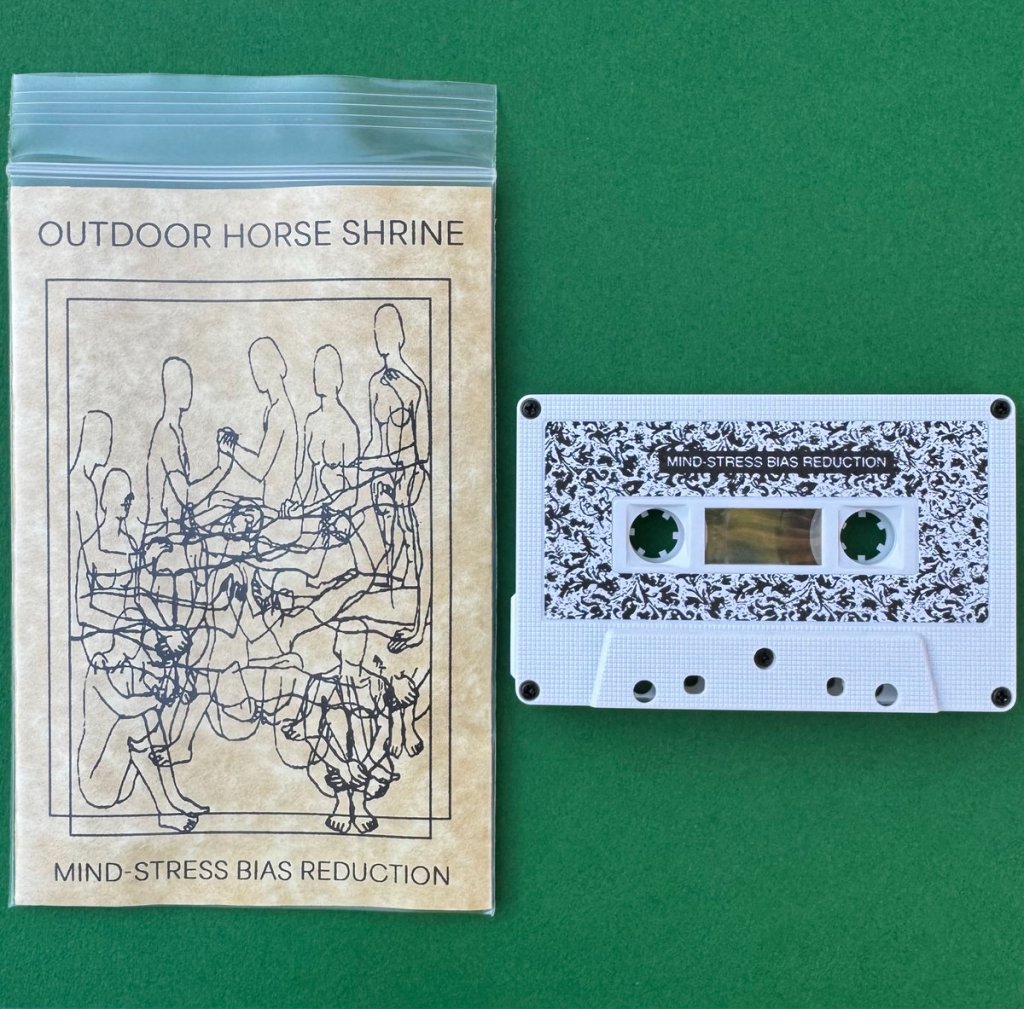 OUTDOOR HORSE SHRINE
MIND-STRESS BIAS REDUCTION
MIND-STRESS BIAS REDUCTION